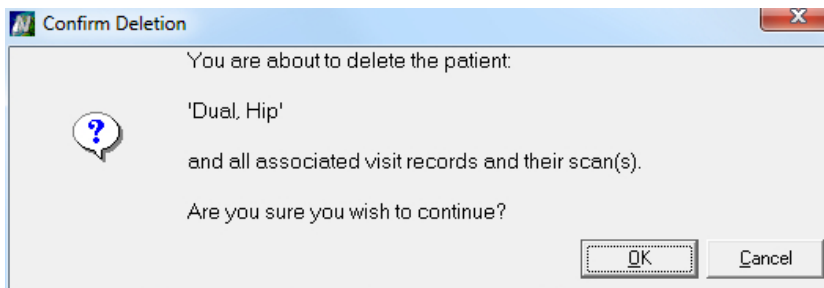 Confirm Deletion
You are about to delete the patient:
'Dual, Hip'
and all associated visit records and their scan(s).
Are you sure you wish to continue?
OK
Cancel